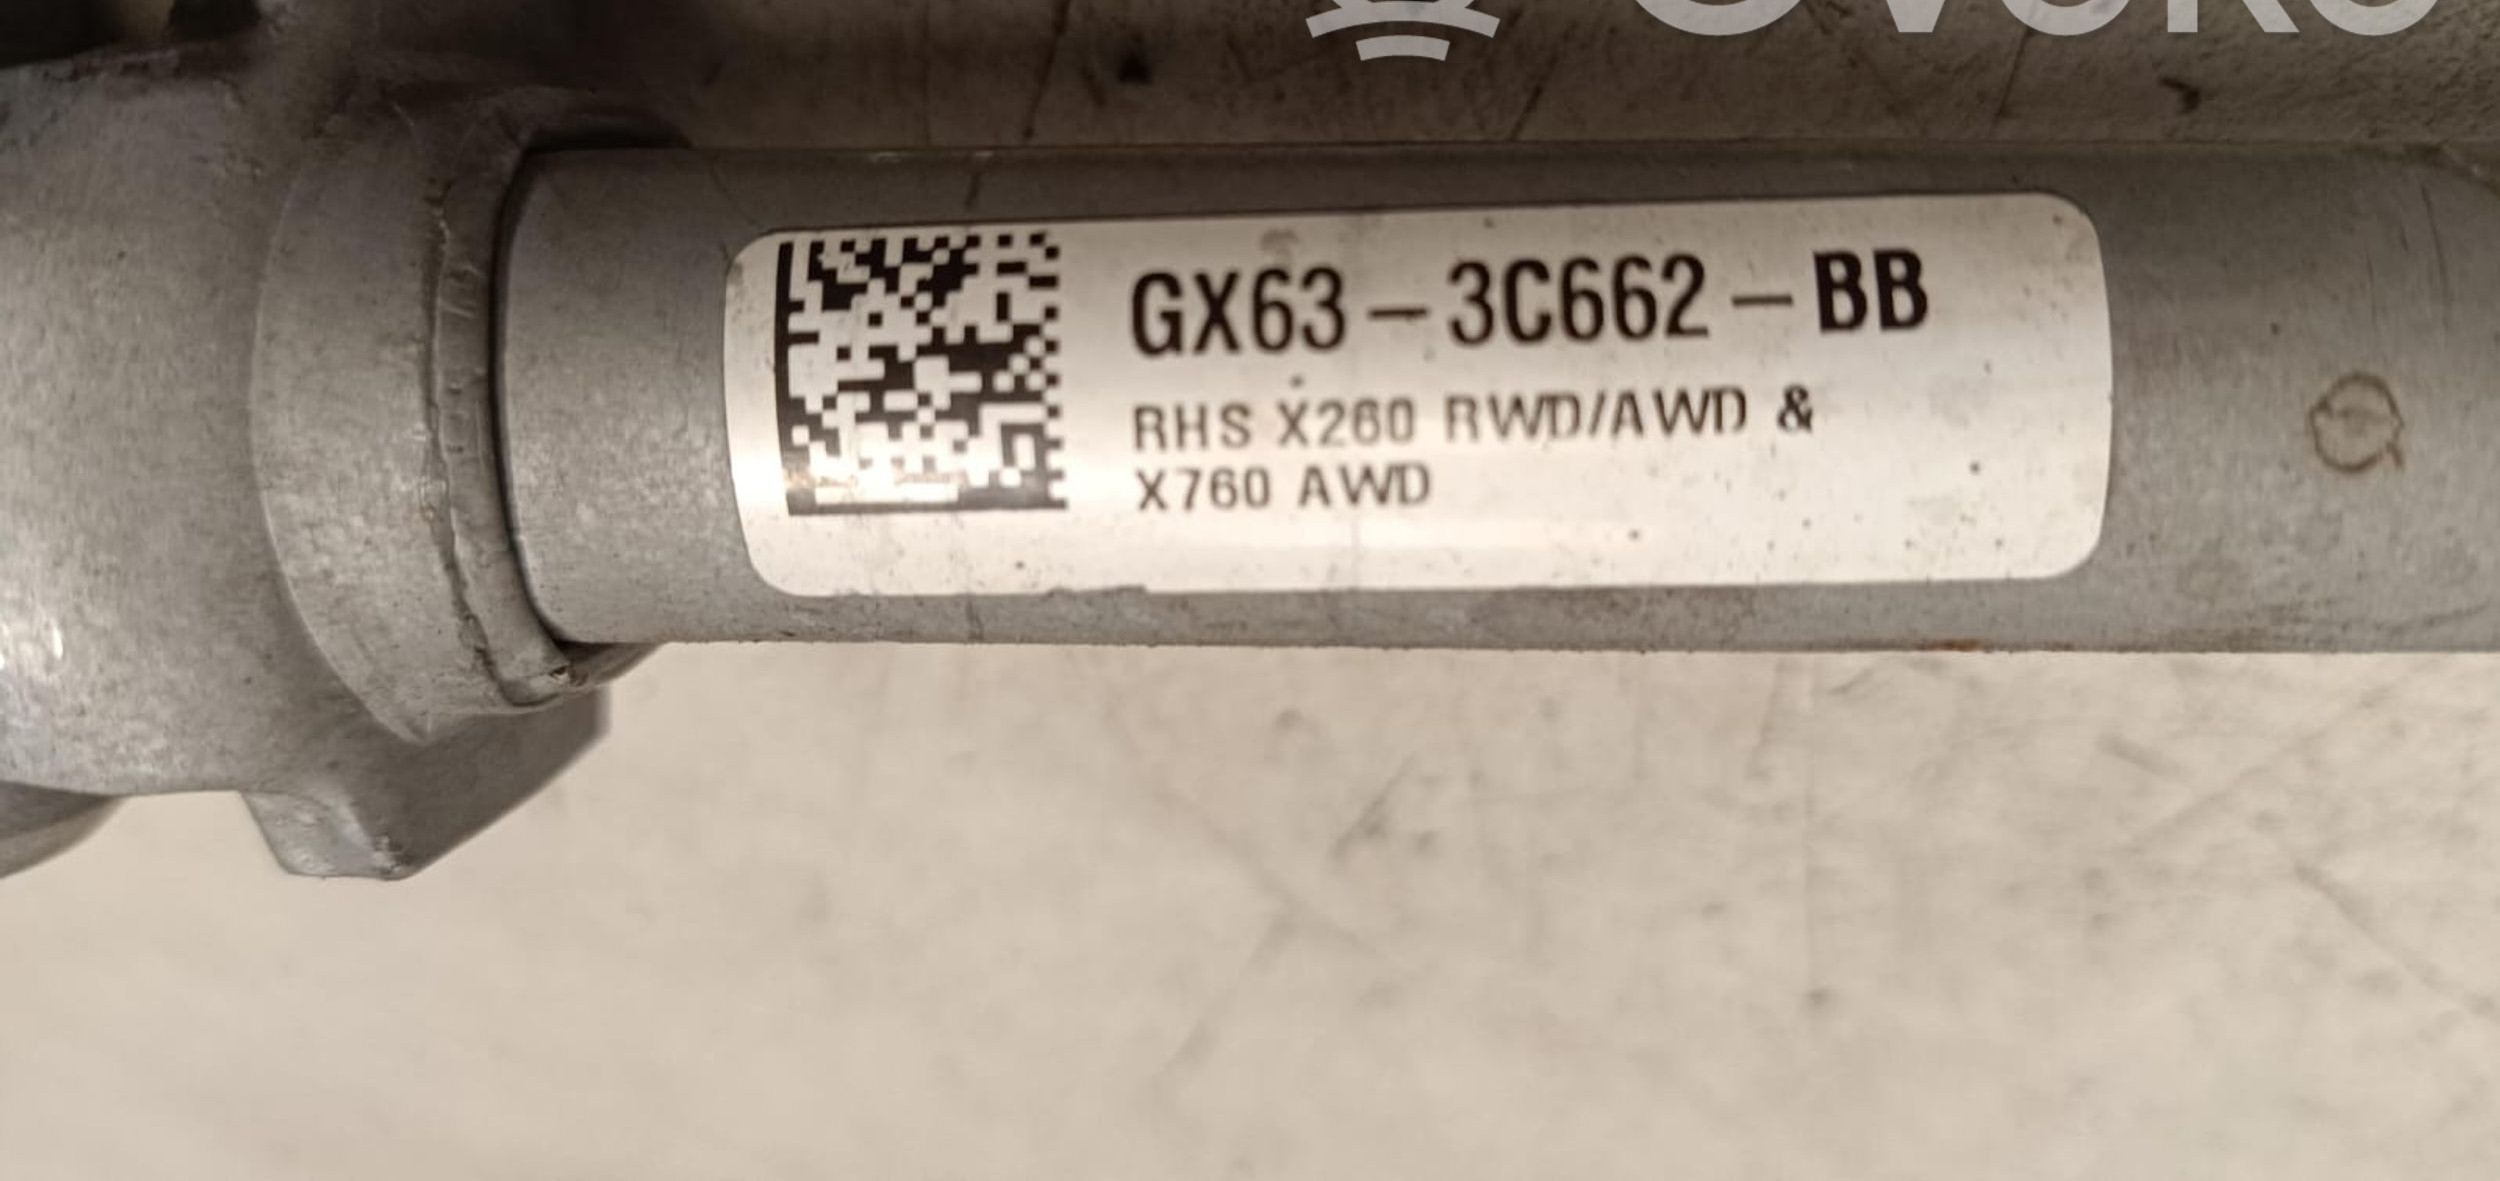 GX63-3C662-BB
RHS X260 RWD/AWD &
X760 AWD